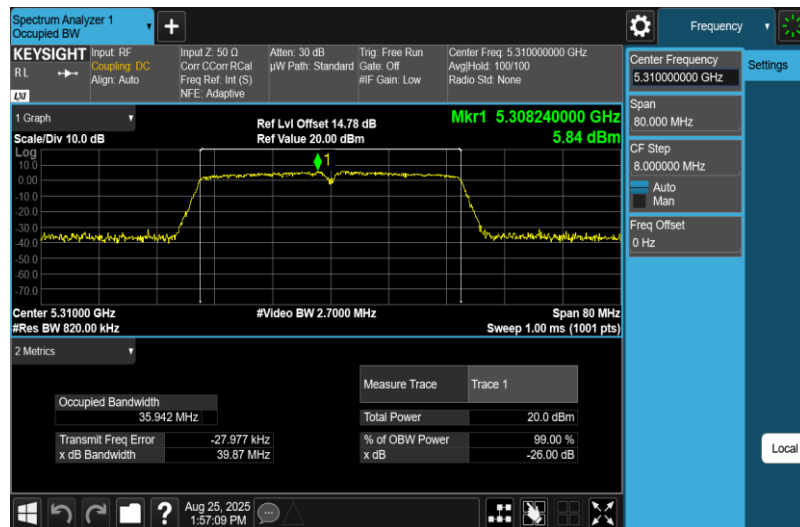 Spectrum Analyzer 1
Occupied BW
Frequency
KEYSIGHT
RL
LXI
Input: RF
Coupling: DC
Align: Auto
Input Z: 50 Ω
Corr CCorr RCal
Freq Ref: Int (S)
NFE: Adaptive
Atten: 30 dB
µW Path: Standard
Trig: Free Run
Gate: Off
#IF Gain: Low
Center Freq: 5.310000000 GHz
Avg|Hold: 100/100
Radio Std: None
Center Frequency
5.310000000 GHz
Settings
Span
80.000 MHz
CF Step
8.000000 MHz
Auto
Man
Freq Offset
0 Hz
Local
1 Graph
Scale/Div 10.0 dB
Ref Lvl Offset 14.78 dB
Ref Value 20.00 dBm
Mkr1 5.308240000 GHz
5.84 dBm
Log
10.0
0.00
-10.0
-20.0
-30.0
-40.0
-50.0
-60.0
-70.0
1
Center 5.31000 GHz
#Res BW 820.00 kHz
#Video BW 2.7000 MHz
Span 80 MHz
Sweep 1.00 ms (1001 pts)
2 Metrics
Measure Trace Trace 1
Occupied Bandwidth
35.942 MHz
Total Power 20.0 dBm
Transmit Freq Error -27.977 kHz
% of OBW Power 99.00 %
x dB Bandwidth 39.87 MHz
x dB -26.00 dB
Aug 25, 2025
1:57:09 PM